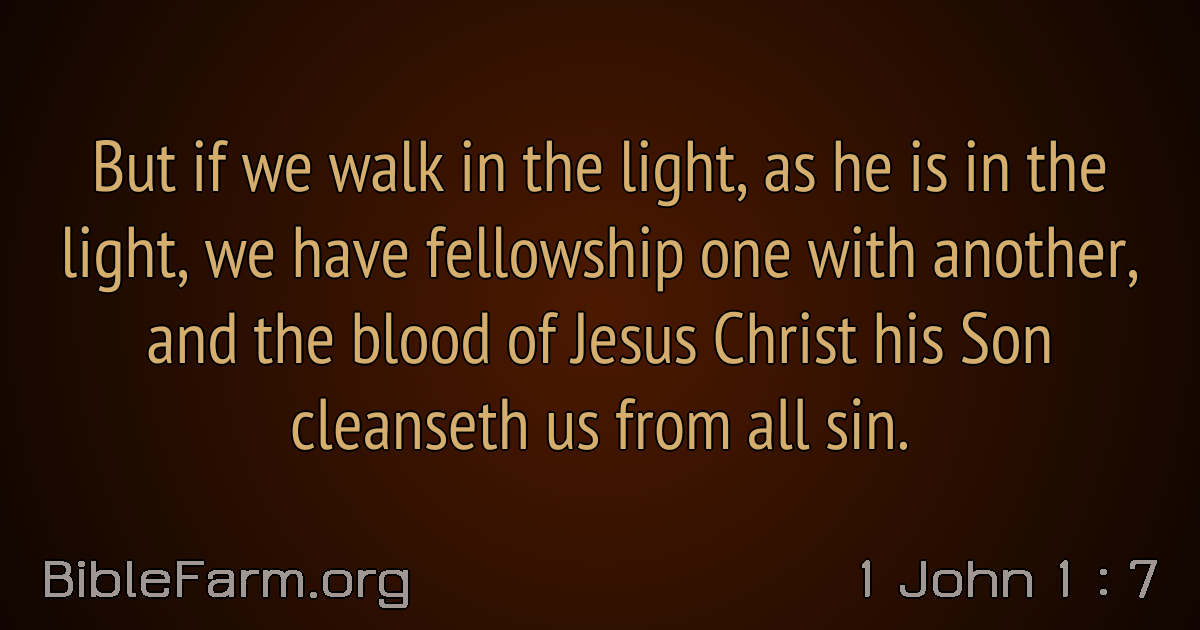 But if we walk in the light, as he is in the
light, we have fellowship one with another,
and the blood of Jesus Christ his Son
cleanseth us from all sin.
BibleFarm.org
1 John 1 : 7